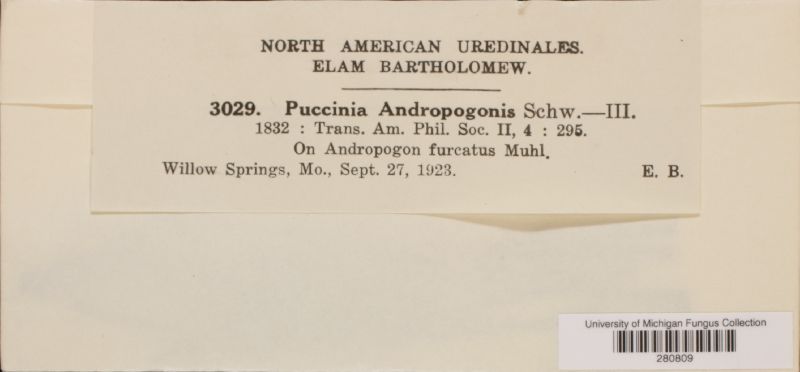 NORTH AMERICAN UREDINALES.
ELAM BARTHOLOMEW.
3029. Puccinia Andropogonis Schw.—III.
1832 : Trans. Am. Phil. Soc. II, 4 : 295.
On Andropogon furcatus Muhl.
Willow Springs, Mo., Sept. 27, 1923. E. B.
University of Michigan Fungus Collection
280809